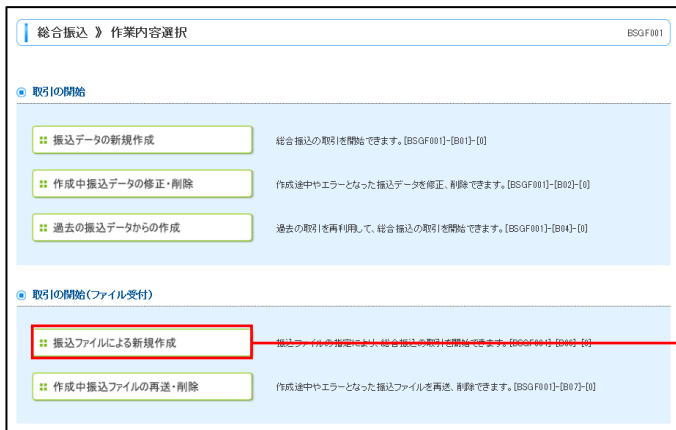 総合振込 》 作業内容選択
BSGF001
取引の開始
振込データの新規作成
総合振込の取引を開始できます。[BSGF001]-[B01]-[0]
作成中振込データの修正・削除
作成途中やエラーとなった振込データを修正、削除できます。[BSGF001]-[B02]-[0]
過去の振込データからの作成
過去の取引を再利用して、総合振込の取引を開始できます。[BSGF001]-[B04]-[0]
取引の開始(ファイル受付)
振込ファイルによる新規作成
振込ファイルの指定により、総合振込の取引を開始できます。[BSGF001]-[B06]-[0]
作成中振込ファイルの再送・削除
作成途中やエラーとなった振込ファイルを再送、削除できます。[BSGF001]-[B07]-[0]